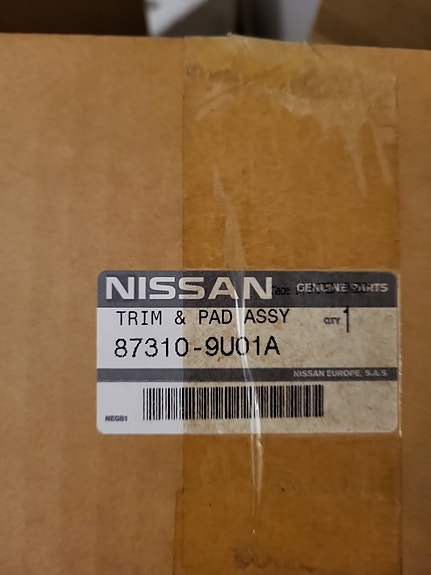 NISSAN GENUINE PARTS
TRIM & PAD ASSY QTY 1
87310-9U01A
NISSAN EUROPE, S.A.S.
NEGB1